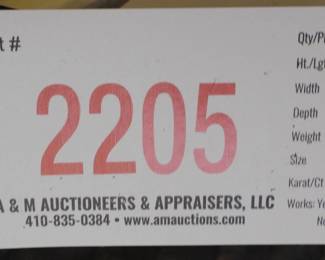 t #
2205
A & M AUCTIONEERS & APPRAISERS, LLC
410-835-0384 • www.amauctions.com
Qty/P
Ht./Lgt
Width
Depth
Weight
Size
Karat/Ct
Works: Ye
No